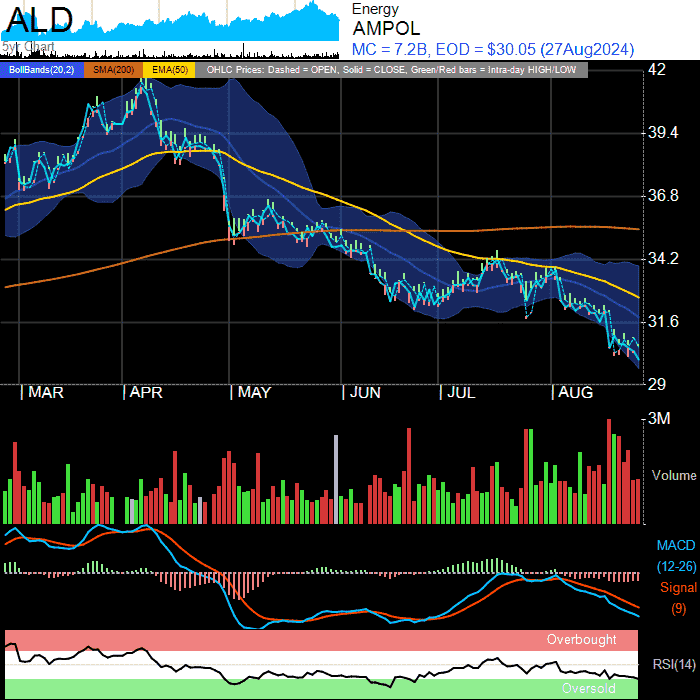 ALD
5yr Chart
Energy
AMPOL
MC = 7.2B, EOD = $30.05 (27Aug2024)
BollBands(20,2) SMA(200) EMA(50) OHLC Prices: Dashed = OPEN, Solid = CLOSE, Green/Red bars = Intra-day HIGH/LOW
42
39.4
36.8
34.2
31.6
29
MAR APR MAY JUN JUL AUG
3M
Volume
MACD
(12-26)
Signal
(9)
Overbought
RSI(14)
Oversold